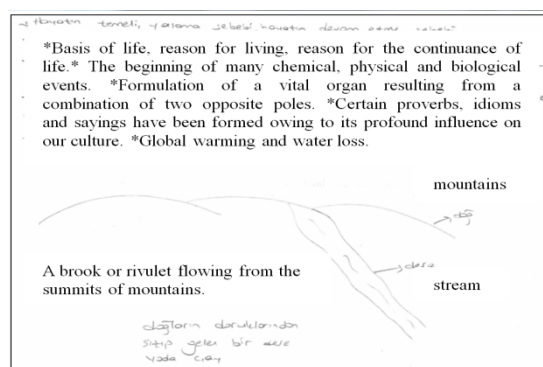 hayatın temeli, yaşama sebebi hayatın devam etme sebebi
*Basis of life, reason for living, reason for the continuance of
life.* The beginning of many chemical, physical and biological
events. *Formulation of a vital organ resulting from a
combination of two opposite poles. *Certain proverbs, idioms
and sayings have been formed owing to its profound influence on
our culture. *Global warming and water loss.
mountains
dağ
A brook or rivulet flowing from the
summits of mountains.
dere
stream
dağların doruklarından
gelen bir dere
yada çay